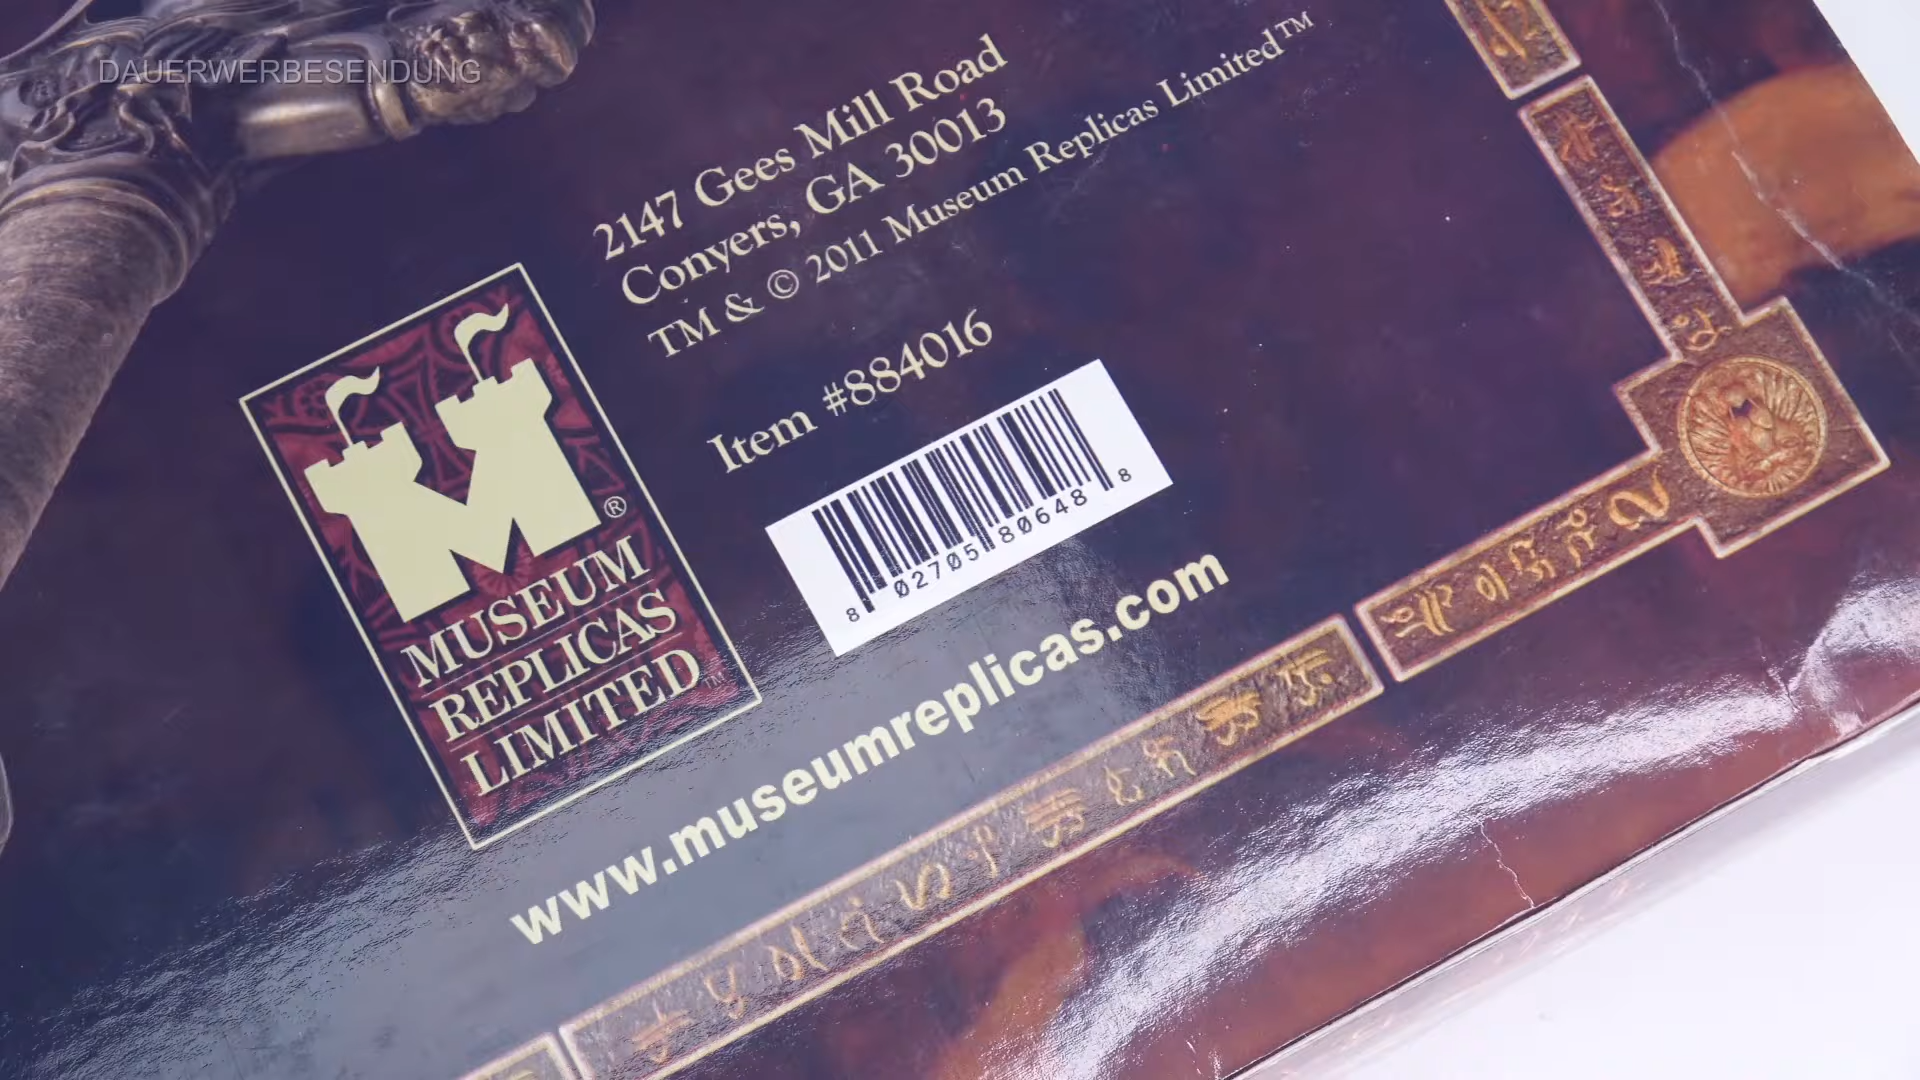 DAUERWERBESENDUNG
2147 Gees Mill Road
Conyers, GA 30013
TM & © 2011 Museum Replicas Limited™
Item #884016
8 02705 80648 8
MUSEUM
REPLICAS
LIMITED™
®
www.museumreplicas.com